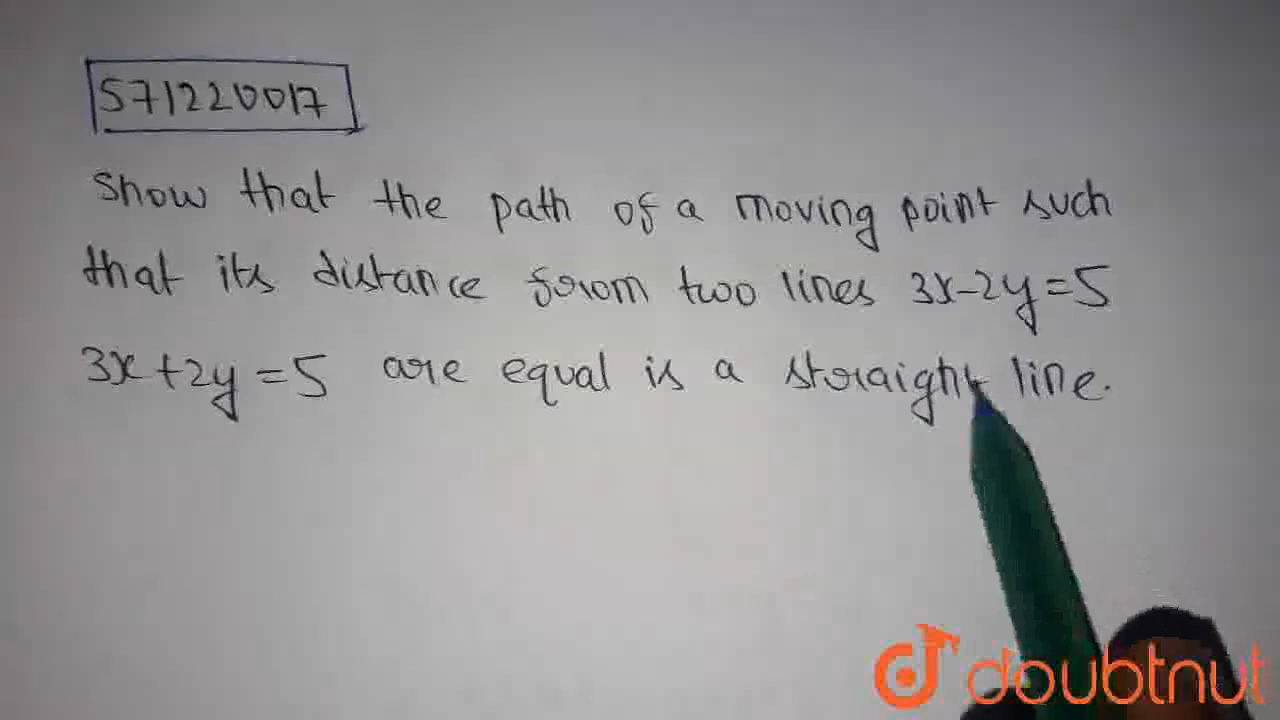 571220017
Show that the path of a moving point such
that its distance from two lines 3x-2y=5
3x+2y=5 are equal is a straight line.
doubtnut